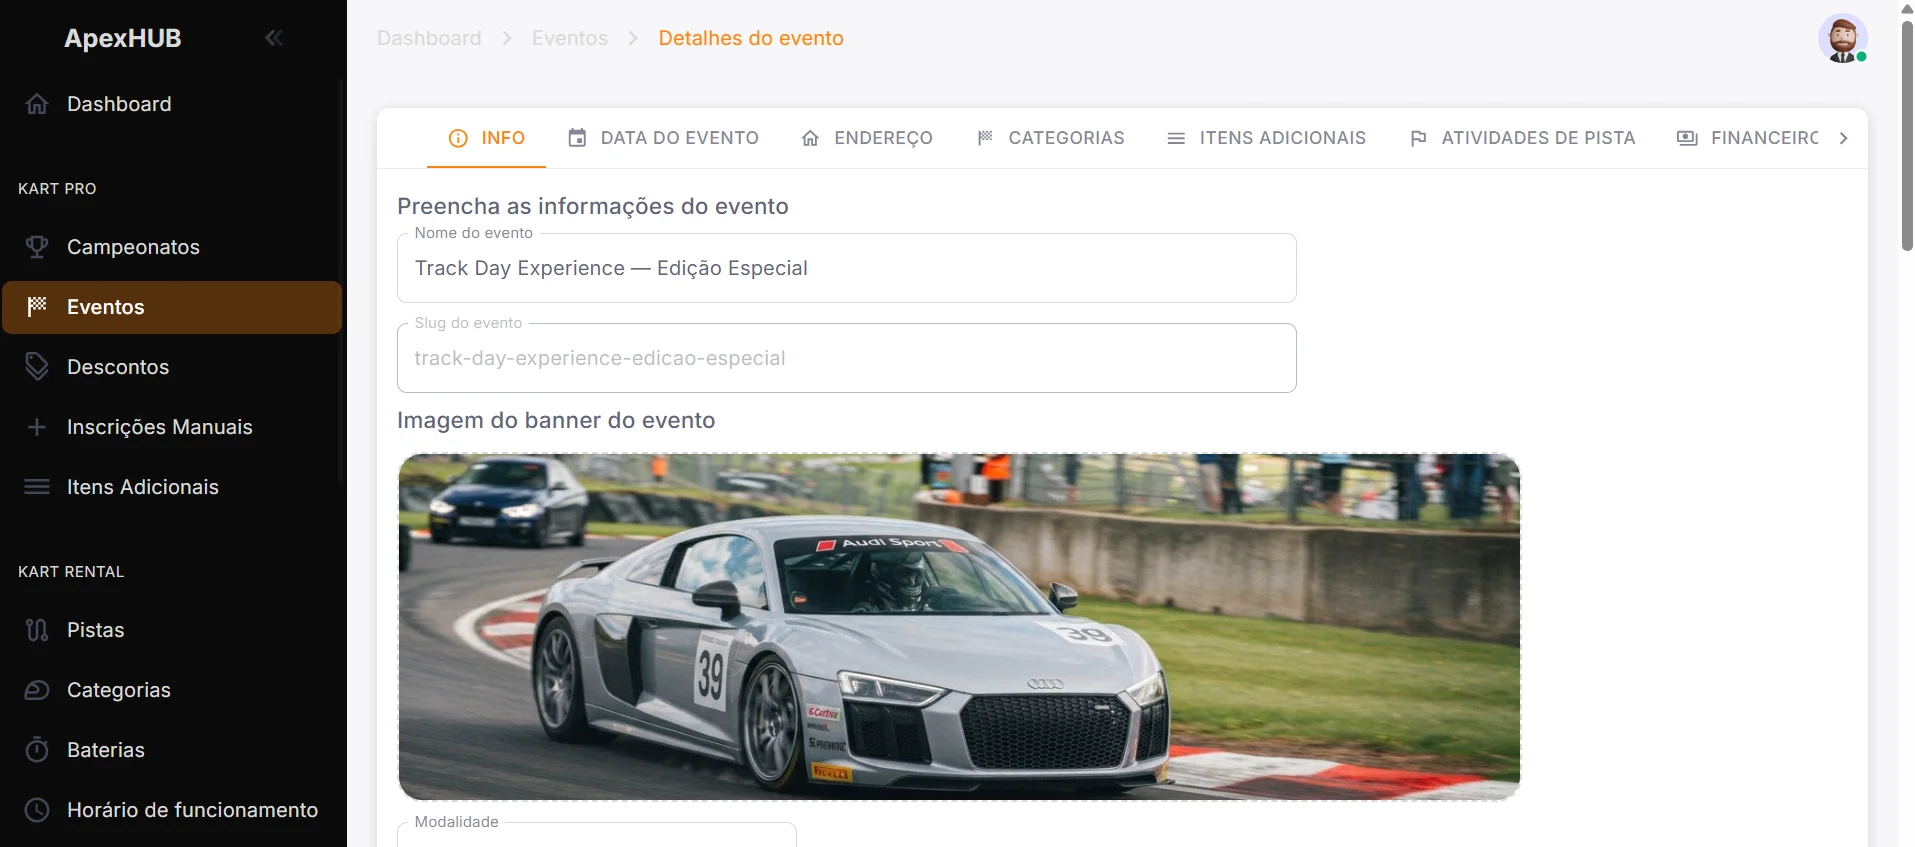 ApexHUB
Dashboard
KART PRO
Campeonatos
Eventos
Descontos
Inscrições Manuais
Itens Adicionais
KART RENTAL
Pistas
Categorias
Baterias
Horário de funcionamento
Dashboard
Eventos
Detalhes do evento
INFO
DATA DO EVENTO
ENDEREÇO
CATEGORIAS
ITENS ADICIONAIS
ATIVIDADES DE PISTA
FINANCEIRO
Preencha as informações do evento
Nome do evento
Track Day Experience — Edição Especial
Slug do evento
track-day-experience-edicao-especial
Imagem do banner do evento
Audi Sport
39
39
Castrol
PIRELLI
Modalidade